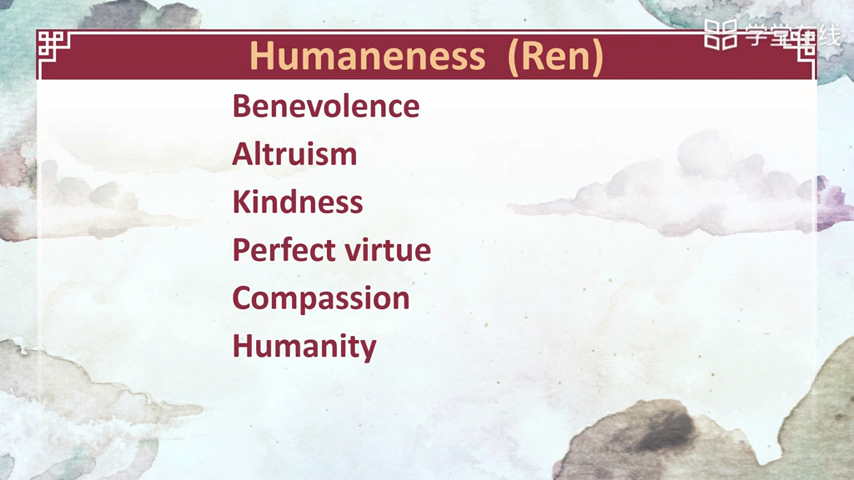 学堂在线
Humaneness (Ren)
Benevolence
Altruism
Kindness
Perfect virtue
Compassion
Humanity